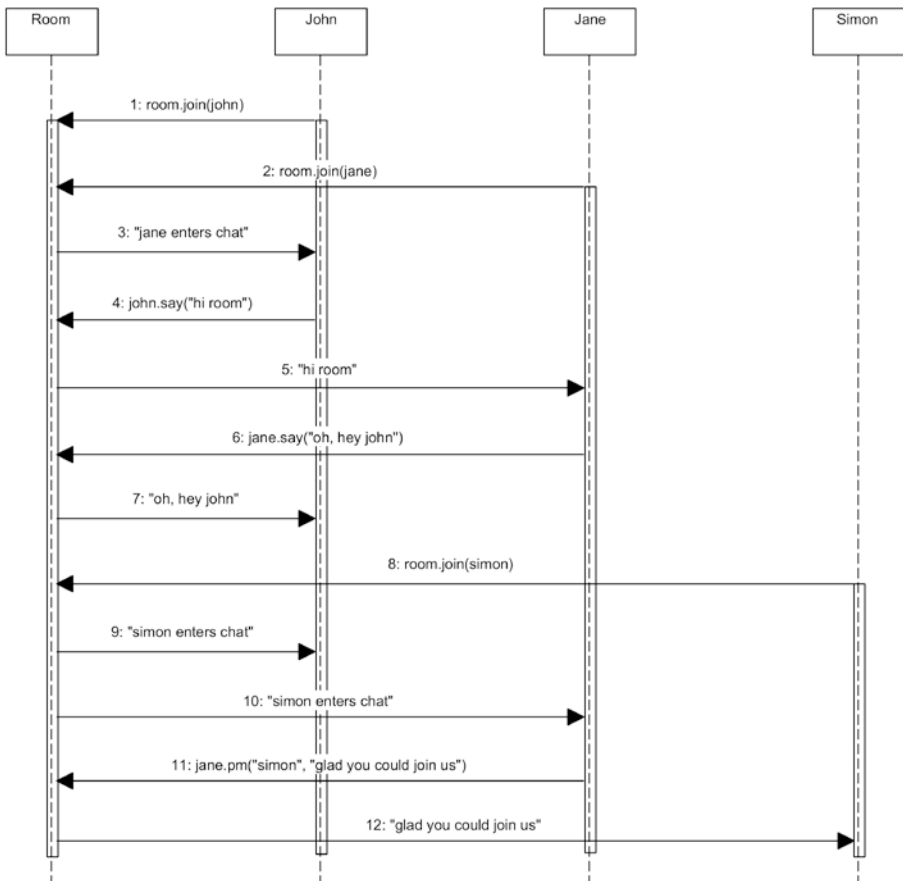 Room
John
Jane
Simon
1: room.join(john)
2: room.join(jane)
3: "jane enters chat"
4: john.say("hi room")
5: "hi room"
6: jane.say("oh, hey john")
7: "oh, hey john"
8: room.join(simon)
9: "simon enters chat"
10: "simon enters chat"
11: jane.pm("simon", "glad you could join us")
12: "glad you could join us"